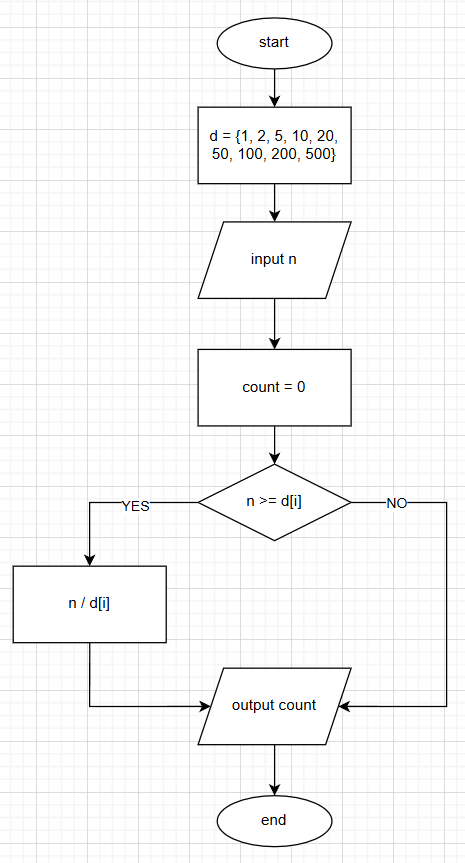 start
d = {1, 2, 5, 10, 20,
50, 100, 200, 500}
input n
count = 0
n >= d[i]
YES
NO
n / d[i]
output count
end